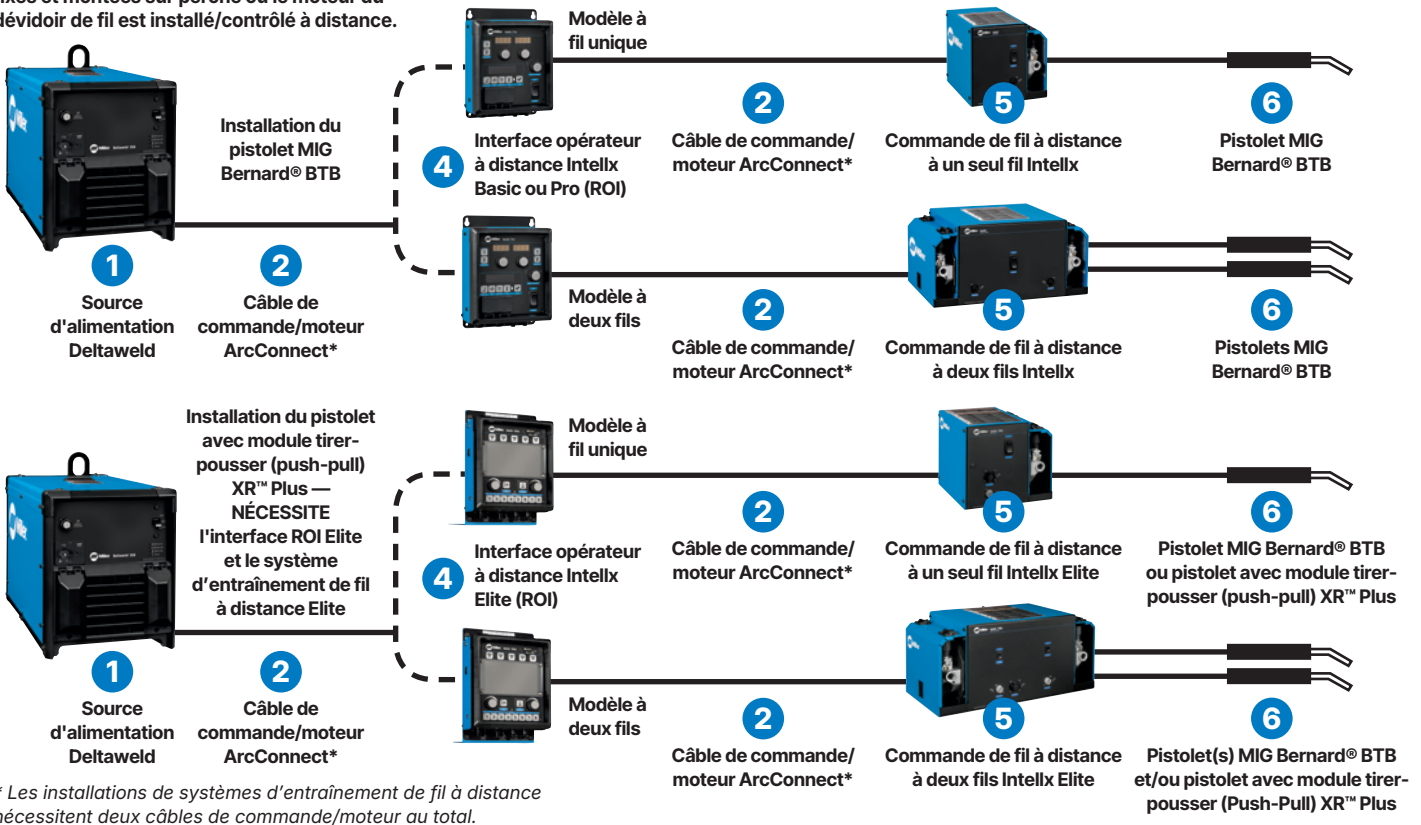 fixes et montées sur perche où le moteur du
dévidoir de fil est installé/contrôlé à distance.
Modèle à
fil unique
Installation du
pistolet MIG
Bernard® BTB
4
Interface opérateur
à distance Intellx
Basic ou Pro (ROI)
2
Câble de commande/
moteur ArcConnect*
5
Commande de fil à distance
à un seul fil Intellx
6
Pistolet MIG
Bernard® BTB
Miller
1
Source
d'alimentation
Deltaweld
2
Câble de
commande/moteur
ArcConnect*
Modèle à
deux fils
2
Câble de commande/
moteur ArcConnect*
5
Commande de fil à distance
à deux fils Intellx
6
Pistolets MIG
Bernard® BTB
Installation du pistolet
avec module tirer-
pousser (push-pull)
XR™ Plus —
NÉCESSITE
l'interface ROI Elite
et le système
d’entraînement de fil
à distance Elite
Modèle à
fil unique
4
Interface opérateur
à distance Intellx
Elite (ROI)
2
Câble de commande/
moteur ArcConnect*
5
Commande de fil à distance
à un seul fil Intellx Elite
6
Pistolet MIG Bernard® BTB
ou pistolet avec module tirer-
pousser (push-pull) XR™ Plus
Miller
1
Source
d'alimentation
Deltaweld
2
Câble de
commande/moteur
ArcConnect*
Modèle à
deux fils
2
Câble de commande/
moteur ArcConnect*
5
Commande de fil à distance
à deux fils Intellx Elite
6
Pistolet(s) MIG Bernard® BTB
et/ou pistolet avec module tirer-
pousser (Push-Pull) XR™ Plus
* Les installations de systèmes d’entraînement de fil à distance
nécessitent deux câbles de commande/moteur au total.